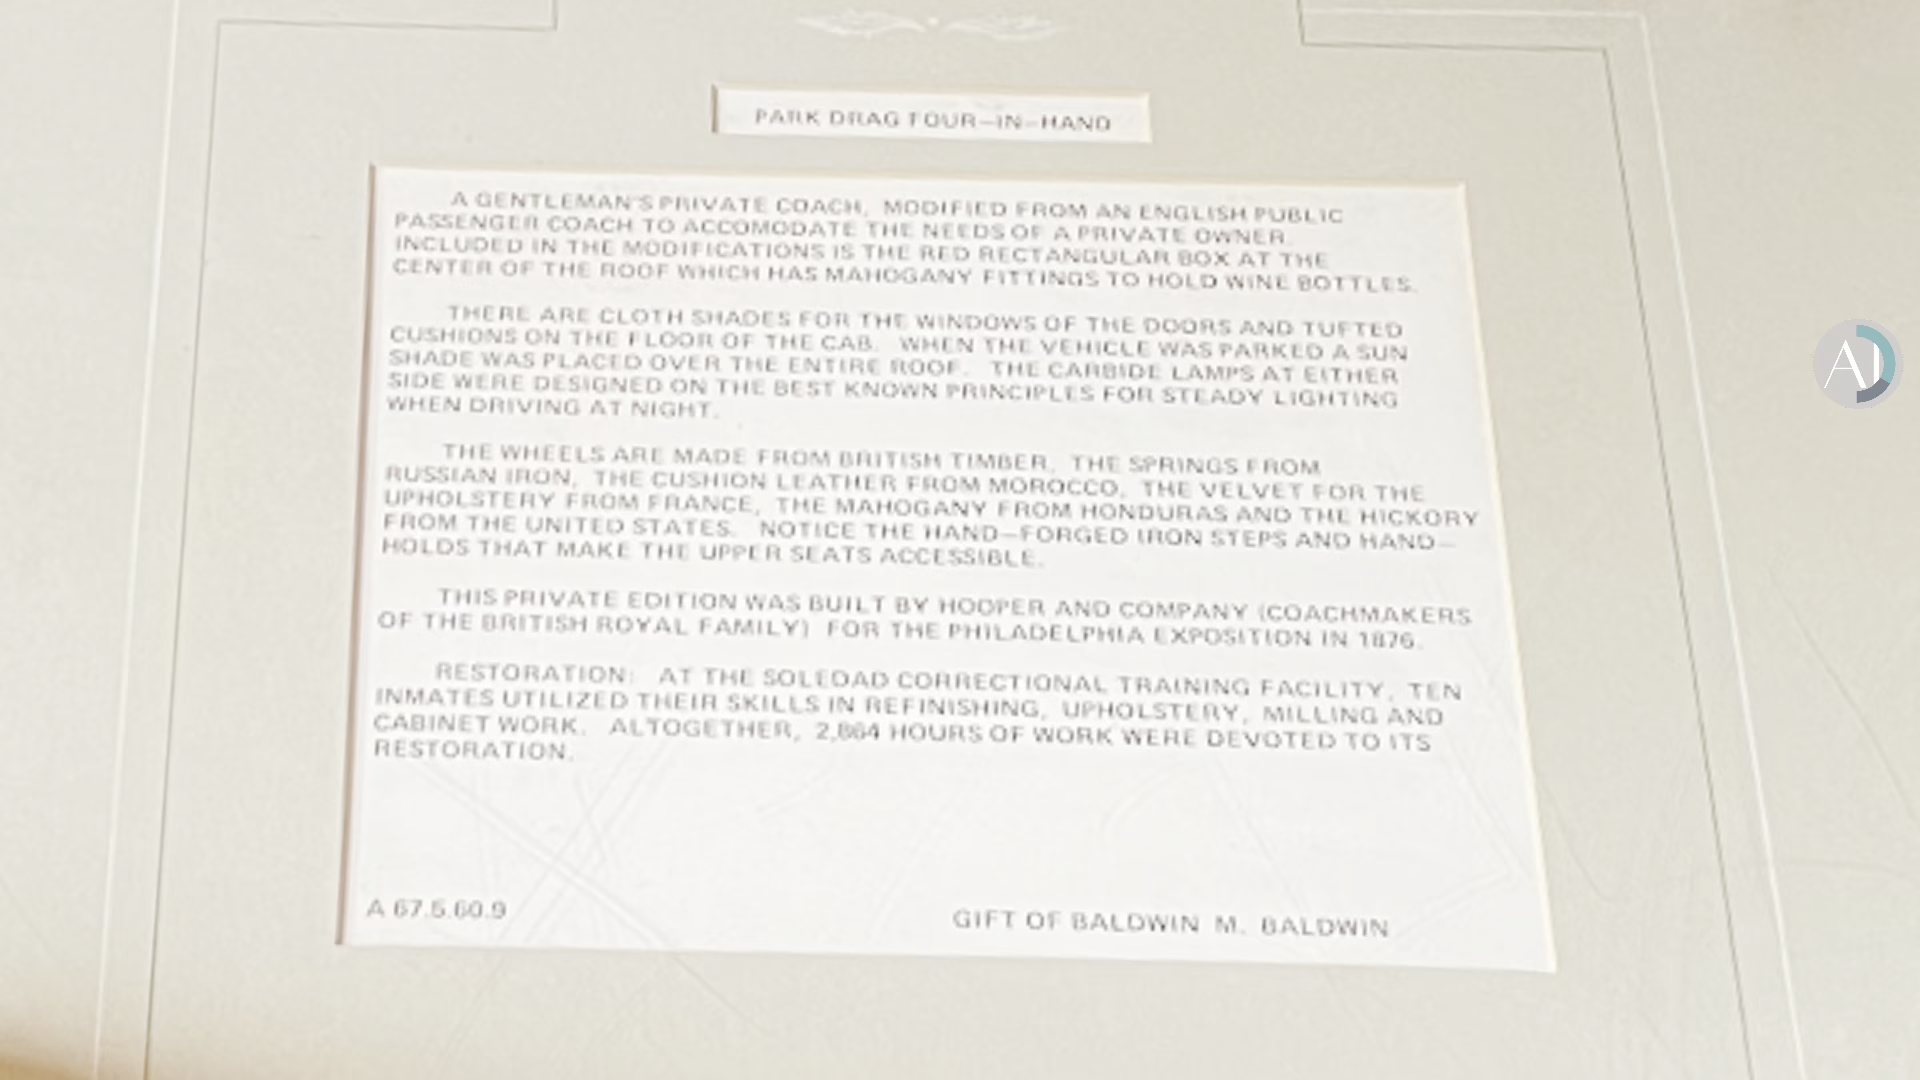 PARK DRAG FOUR-IN-HAND
A GENTLEMAN'S PRIVATE COACH, MODIFIED FROM AN ENGLISH PUBLIC
PASSENGER COACH TO ACCOMODATE THE NEEDS OF A PRIVATE OWNER.
INCLUDED IN THE MODIFICATIONS IS THE RED RECTANGULAR BOX AT THE
CENTER OF THE ROOF WHICH HAS MAHOGANY FITTINGS TO HOLD WINE BOTTLES.
THERE ARE CLOTH SHADES FOR THE WINDOWS OF THE DOORS AND TUFTED
CUSHIONS ON THE FLOOR OF THE CAB. WHEN THE VEHICLE WAS PARKED A SUN
SHADE WAS PLACED OVER THE ENTIRE ROOF. THE CARBIDE LAMPS AT EITHER
SIDE WERE DESIGNED ON THE BEST KNOWN PRINCIPLES FOR STEADY LIGHTING
WHEN DRIVING AT NIGHT.
THE WHEELS ARE MADE FROM BRITISH TIMBER, THE SPRINGS FROM
RUSSIAN IRON, THE CUSHION LEATHER FROM MOROCCO, THE VELVET FOR THE
UPHOLSTERY FROM FRANCE, THE MAHOGANY FROM HONDURAS AND THE HICKORY
FROM THE UNITED STATES. NOTICE THE HAND-FORGED IRON STEPS AND HAND-
HOLDS THAT MAKE THE UPPER SEATS ACCESSIBLE.
THIS PRIVATE EDITION WAS BUILT BY HOOPER AND COMPANY (COACHMAKERS
OF THE BRITISH ROYAL FAMILY) FOR THE PHILADELPHIA EXPOSITION IN 1876.
RESTORATION: AT THE SOLEDAD CORRECTIONAL TRAINING FACILITY, TEN
INMATES UTILIZED THEIR SKILLS IN REFINISHING, UPHOLSTERY, MILLING AND
CABINET WORK. ALTOGETHER, 2,864 HOURS OF WORK WERE DEVOTED TO ITS
RESTORATION.
A 67.5.60.9
GIFT OF BALDWIN M. BALDWIN
AI